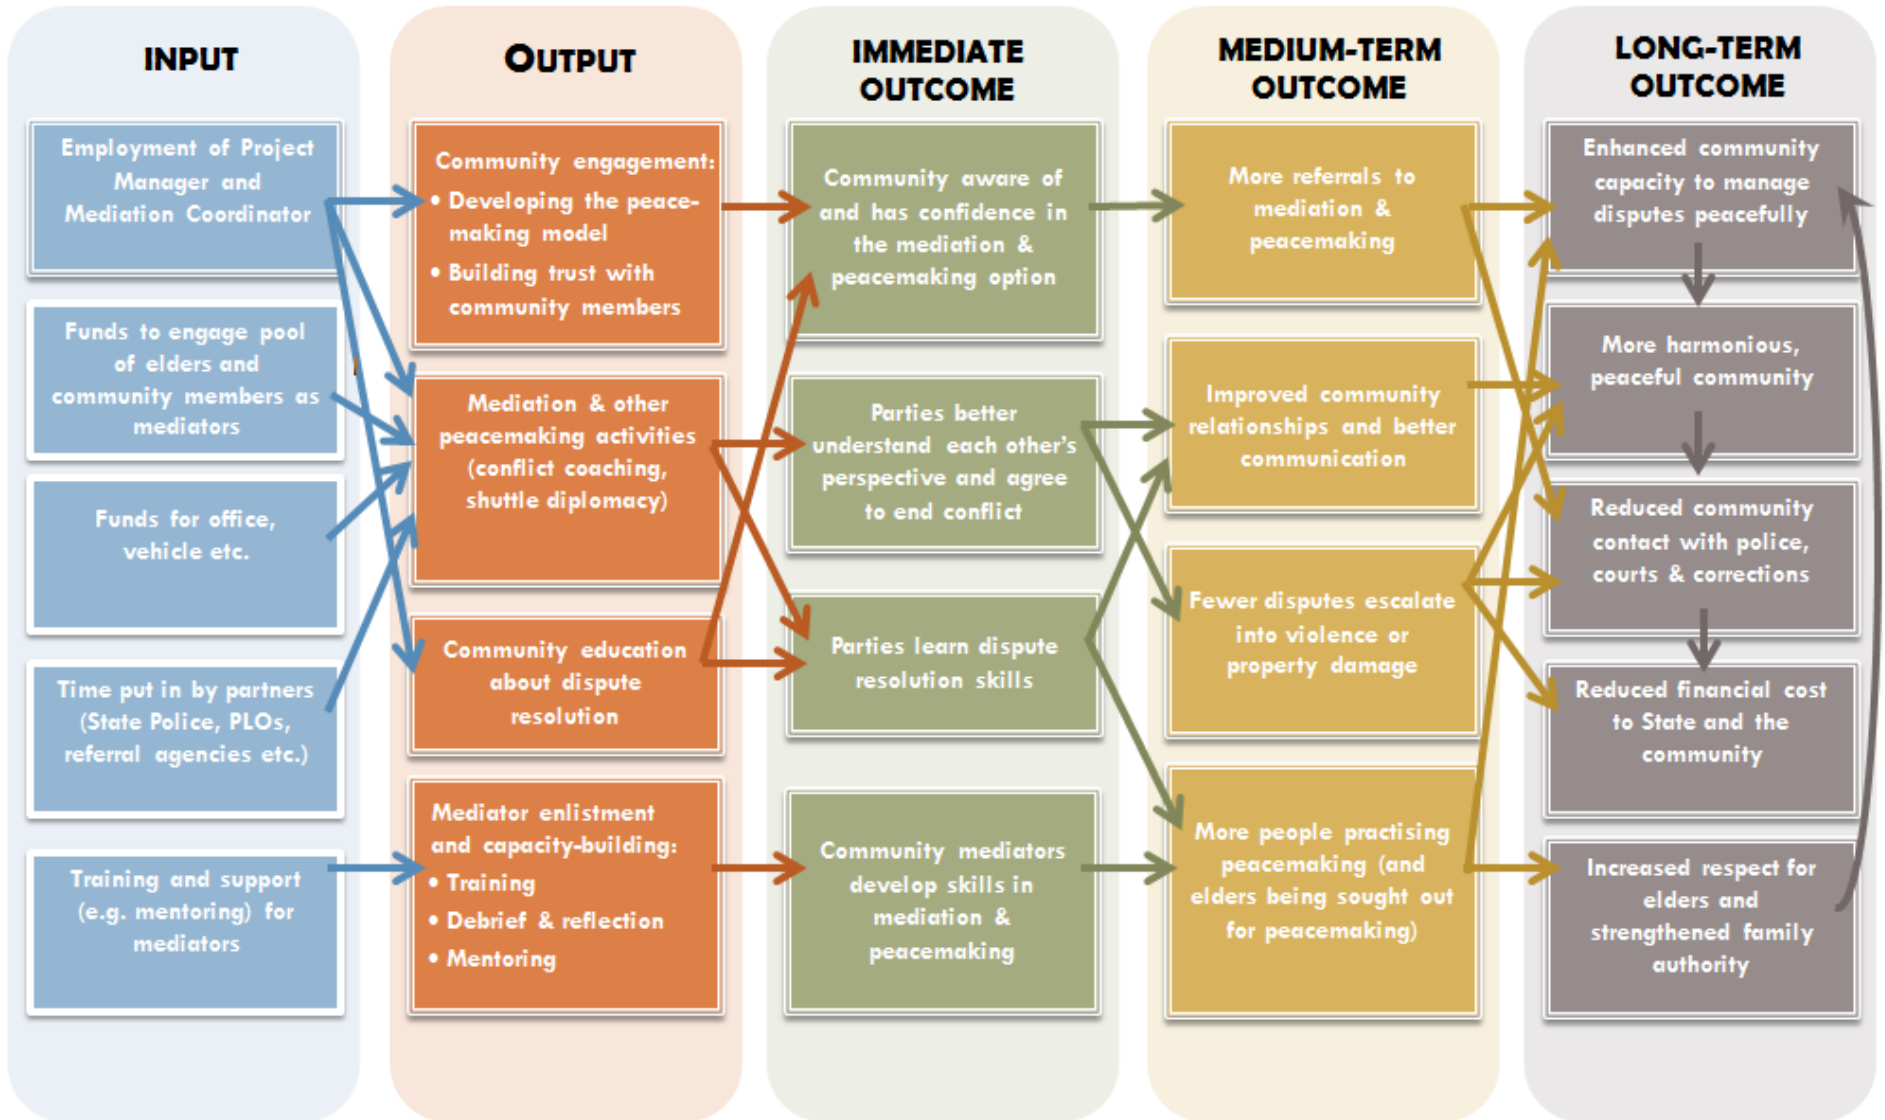 INPUT
Employment of Project
Manager and
Mediation Coordinator
Funds to engage pool
of elders and
community members as
mediators
Funds for office,
vehicle etc.
Time put in by partners
(State Police, PLOs,
referral agencies etc.)
Training and support
(e.g. mentoring) for
mediators
OUTPUT
Community engagement:
• Developing the peace-
making model
• Building trust with
community members
Mediation & other
peacemaking activities
(conflict coaching,
shuttle diplomacy)
Community education
about dispute
resolution
Mediator enlistment
and capacity-building:
• Training
• Debrief & reflection
• Mentoring
IMMEDIATE
OUTCOME
Community aware of
and has confidence in
the mediation &
peacemaking option
Parties better
understand each other's
perspective and agree
to end conflict
Parties learn dispute
resolution skills
Community mediators
develop skills in
mediation &
peacemaking
MEDIUM-TERM
OUTCOME
More referrals to
mediation &
peacemaking
Improved community
relationships and better
communication
Fewer disputes escalate
into violence or
property damage
More people practising
peacemaking (and
elders being sought out
for peacemaking)
LONG-TERM
OUTCOME
Enhanced community
capacity to manage
disputes peacefully
More harmonious,
peaceful community
Reduced community
contact with police,
courts & corrections
Reduced financial cost
to State and the
community
Increased respect for
elders and
strengthened family
authority